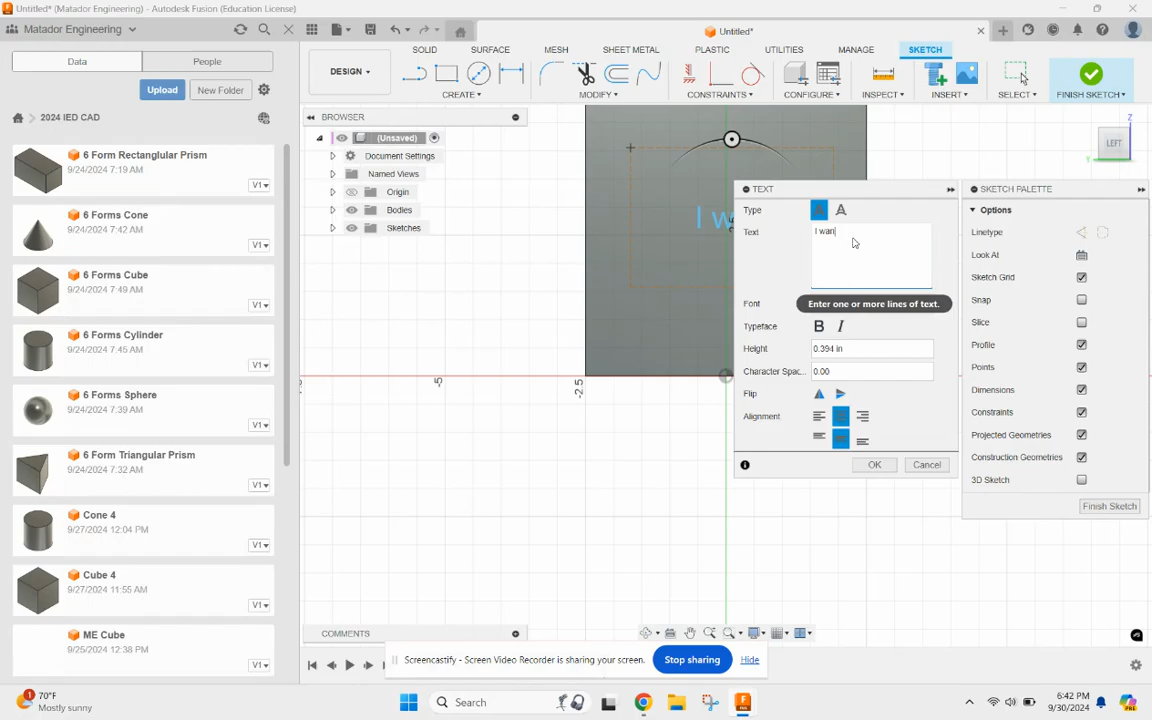 Untitled* (Matador Engineering) - Autodesk Fusion (Education License)
Matador Engineering
Untitled*
Data
People
Upload
New Folder
2024 IED CAD
6 Form Rectanglular Prism
9/24/2024 7:19 AM
V1
6 Forms Cone
9/24/2024 7:42 AM
V1
6 Forms Cube
9/24/2024 7:49 AM
V1
6 Forms Cylinder
9/24/2024 7:45 AM
V1
6 Forms Sphere
9/24/2024 7:39 AM
V1
6 Form Triangular Prism
9/24/2024 7:32 AM
V1
Cone 4
9/27/2024 12:04 PM
V1
Cube 4
9/27/2024 11:55 AM
V1
ME Cube
9/25/2024 12:38 PM
V1
DESIGN
SOLID
SURFACE
MESH
SHEET METAL
PLASTIC
UTILITIES
MANAGE
SKETCH
CREATE
MODIFY
CONSTRAINTS
CONFIGURE
INSPECT
INSERT
SELECT
FINISH SKETCH
BROWSER
(Unsaved)
Document Settings
Named Views
Origin
Bodies
Sketches
I w
-5
-2.5
LEFT
Z
Y
TEXT
Type
Text
I wan
Font
Enter one or more lines of text.
Typeface
B I
Height
0.394 in
Character Spac...
0.00
Flip
Alignment
OK
Cancel
SKETCH PALETTE
Options
Linetype
Look At
Sketch Grid
Snap
Slice
Profile
Points
Dimensions
Constraints
Projected Geometries
Construction Geometries
3D Sketch
Finish Sketch
COMMENTS
Screencastify - Screen Video Recorder is sharing your screen.
Stop sharing
Hide
1
70°F
Mostly sunny
Search
6:42 PM
9/30/2024